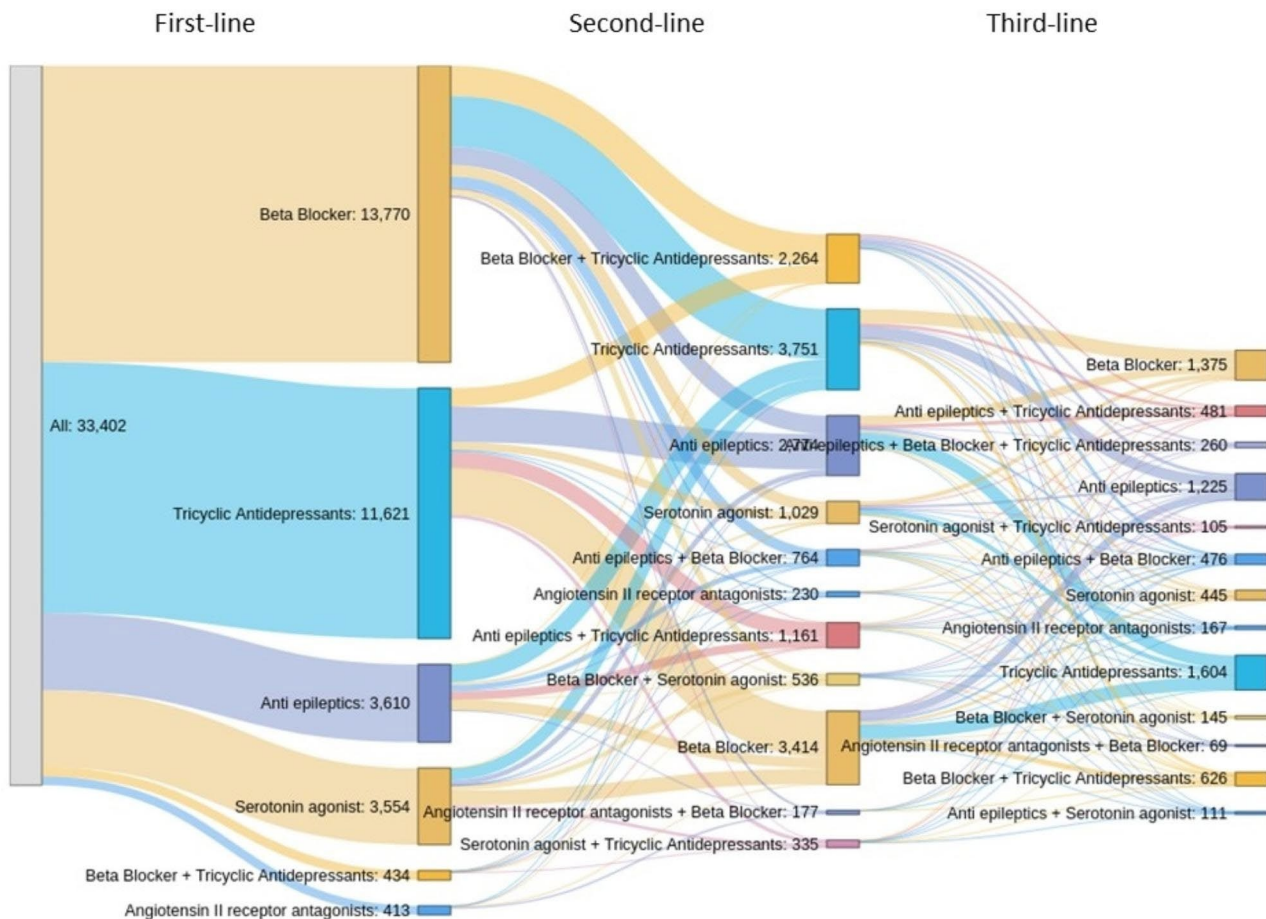 First-line
Second-line
Third-line
All: 33,402
Beta Blocker: 13,770
Tricyclic Antidepressants: 11,621
Anti epileptics: 3,610
Serotonin agonist: 3,554
Beta Blocker + Tricyclic Antidepressants: 434
Angiotensin II receptor antagonists: 413
Beta Blocker + Tricyclic Antidepressants: 2,264
Tricyclic Antidepressants: 3,751
Anti epileptics: 2,774
Serotonin agonist: 1,029
Anti epileptics + Beta Blocker: 764
Angiotensin II receptor antagonists: 230
Anti epileptics + Tricyclic Antidepressants: 1,161
Beta Blocker + Serotonin agonist: 536
Beta Blocker: 3,414
Angiotensin II receptor antagonists + Beta Blocker: 177
Serotonin agonist + Tricyclic Antidepressants: 335
Beta Blocker: 1,375
Anti epileptics + Tricyclic Antidepressants: 481
Anti epileptics + Beta Blocker + Tricyclic Antidepressants: 260
Anti epileptics: 1,225
Serotonin agonist + Tricyclic Antidepressants: 105
Anti epileptics + Beta Blocker: 476
Serotonin agonist: 445
Angiotensin II receptor antagonists: 167
Tricyclic Antidepressants: 1,604
Beta Blocker + Serotonin agonist: 145
Angiotensin II receptor antagonists + Beta Blocker: 69
Beta Blocker + Tricyclic Antidepressants: 626
Anti epileptics + Serotonin agonist: 111